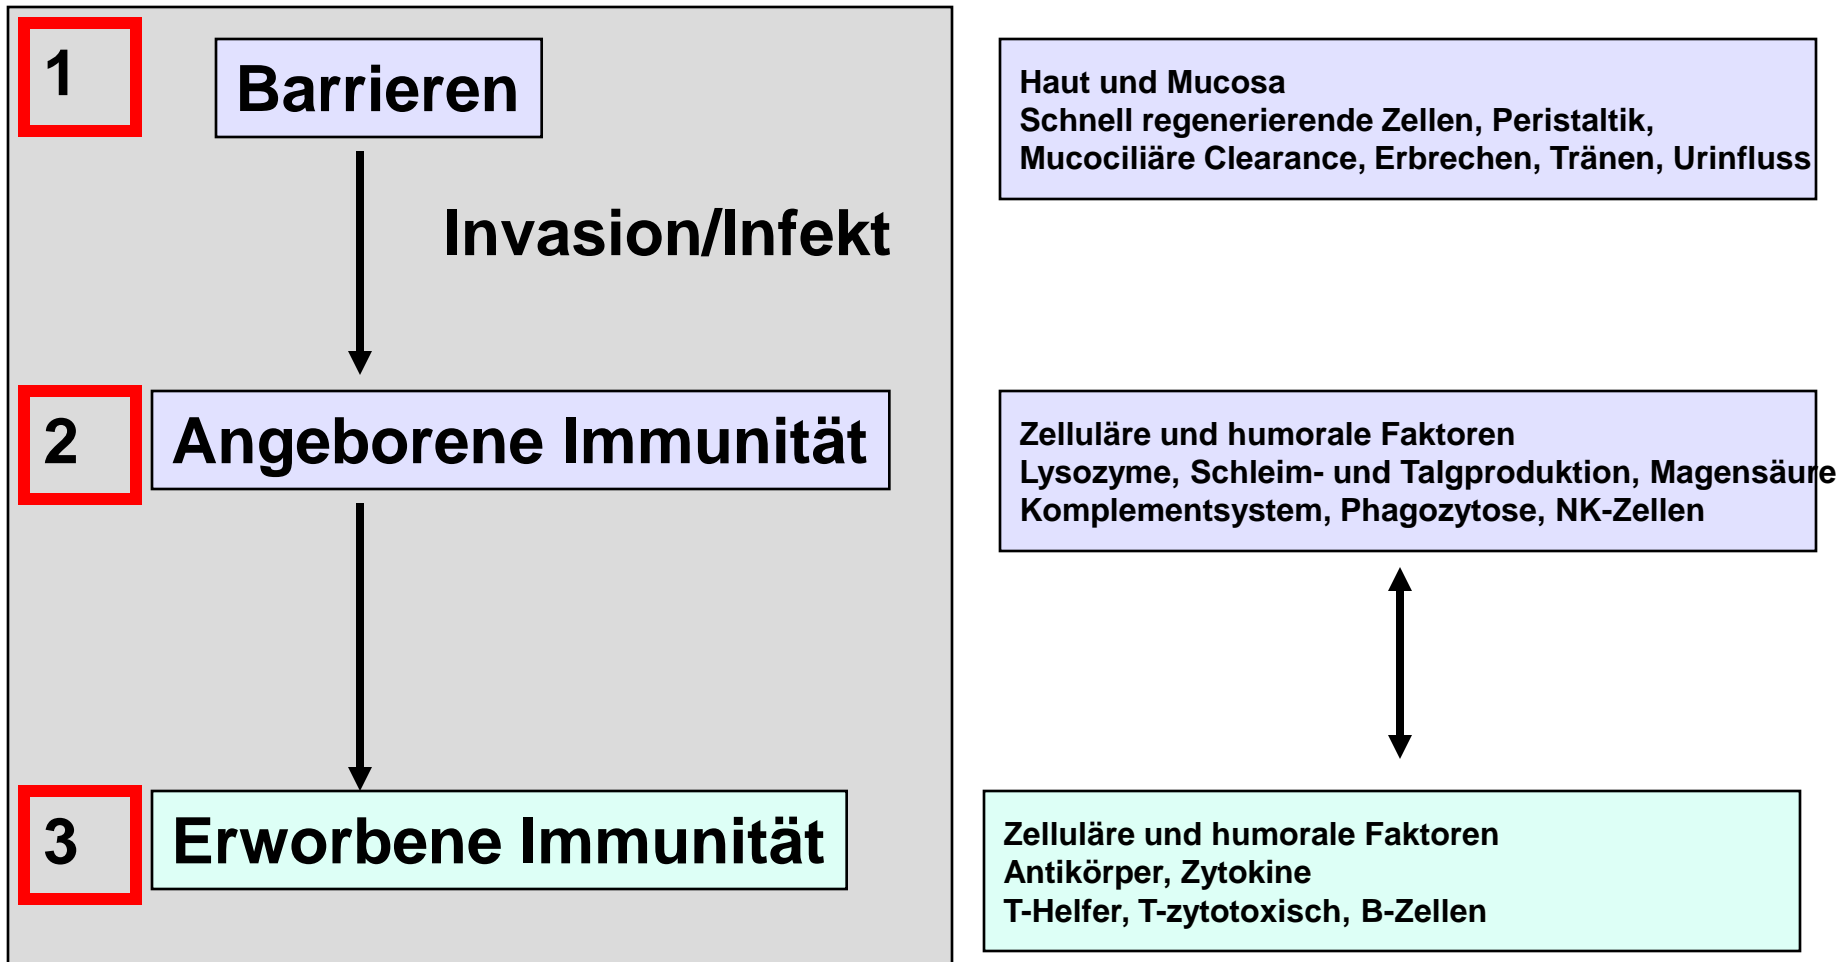 1
Barrieren
Haut und Mucosa
Schnell regenerierende Zellen, Peristaltik,
Mucociliäre Clearance, Erbrechen, Tränen, Urinfluss
Invasion/Infekt
2
Angeborene Immunität
Zelluläre und humorale Faktoren
Lysozyme, Schleim- und Talgproduktion, Magensäure
Komplementsystem, Phagozytose, NK-Zellen
3
Erworbene Immunität
Zelluläre und humorale Faktoren
Antikörper, Zytokine
T-Helfer, T-zytotoxisch, B-Zellen